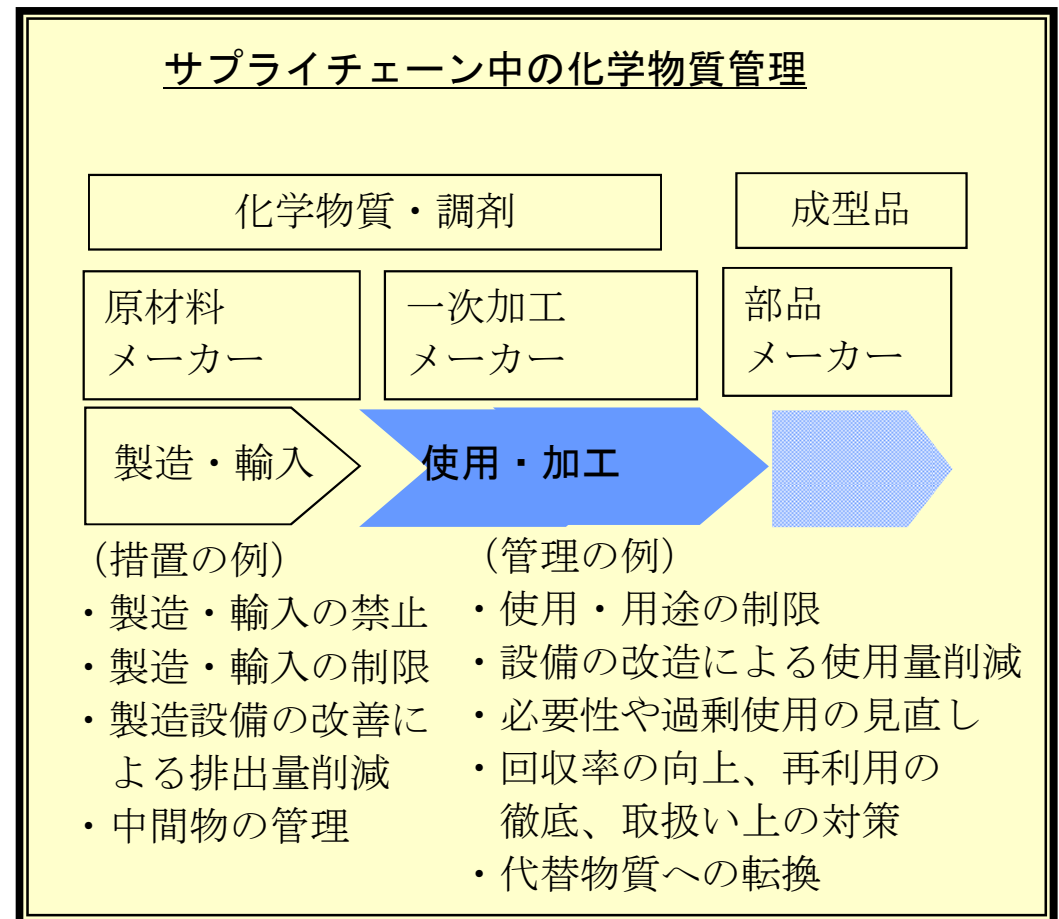 サプライチェーン中の化学物質管理
化学物質・調剤
成型品
原材料
メーカー
一次加工
メーカー
部品
メーカー
製造・輸入
使用・加工
（措置の例）
・製造・輸入の禁止
・製造・輸入の制限
・製造設備の改善に
よる排出量削減
・中間物の管理
（管理の例）
・使用・用途の制限
・設備の改造による使用量削減
・必要性や過剰使用の見直し
・回収率の向上、再利用の
徹底、取扱い上の対策
・代替物質への転換